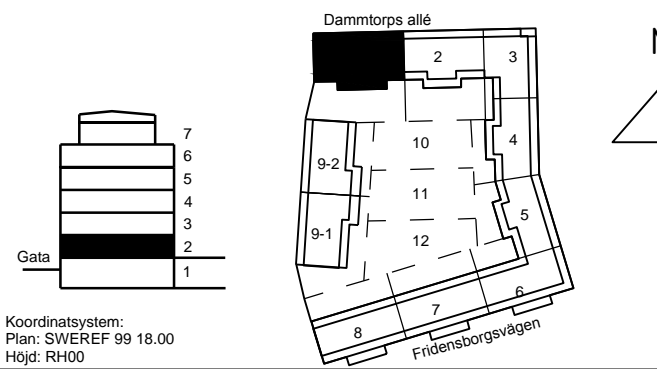 Dammtorps allé
N
2
3
10
4
9-2
11
5
9-1
12
6
7
8
Fridensborgsvägen
7
6
5
4
3
2
1
Gata
Koordinatsystem:
Plan: SWEREF 99 18.00
Höjd: RH00